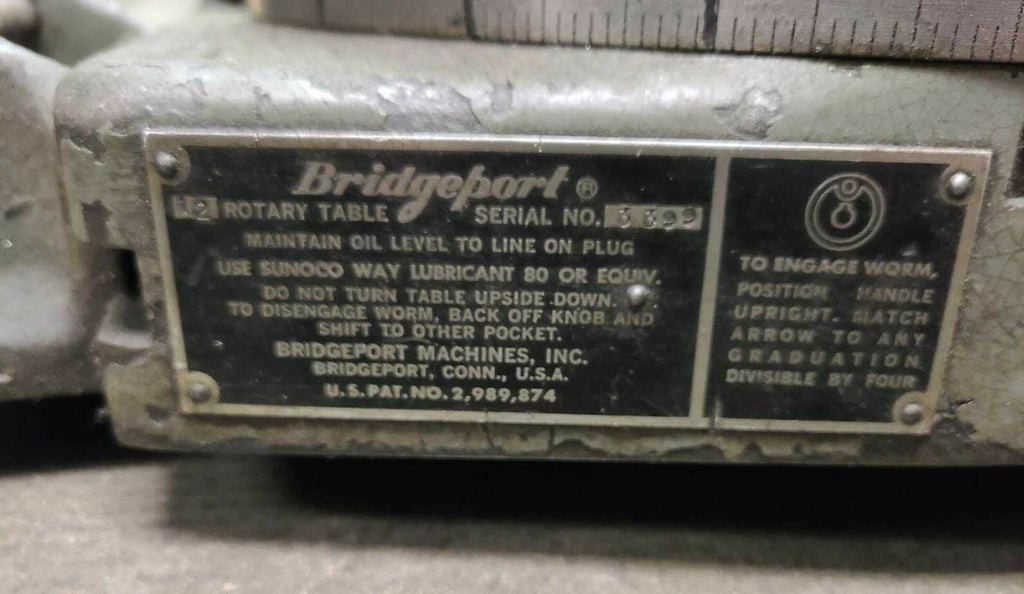 Bridgeport ®
12 ROTARY TABLE SERIAL NO. 3399
MAINTAIN OIL LEVEL TO LINE ON PLUG
USE SUNOCO WAY LUBRICANT 80 OR EQUIV.
DO NOT TURN TABLE UPSIDE DOWN.
TO DISENGAGE WORM, BACK OFF KNOB AND
SHIFT TO OTHER POCKET.
BRIDGEPORT MACHINES, INC.
BRIDGEPORT, CONN., U.S.A.
U.S. PAT. NO. 2,989,874
TO ENGAGE WORM,
POSITION HANDLE
UPRIGHT. MATCH
ARROW TO ANY
GRADUATION
DIVISIBLE BY FOUR